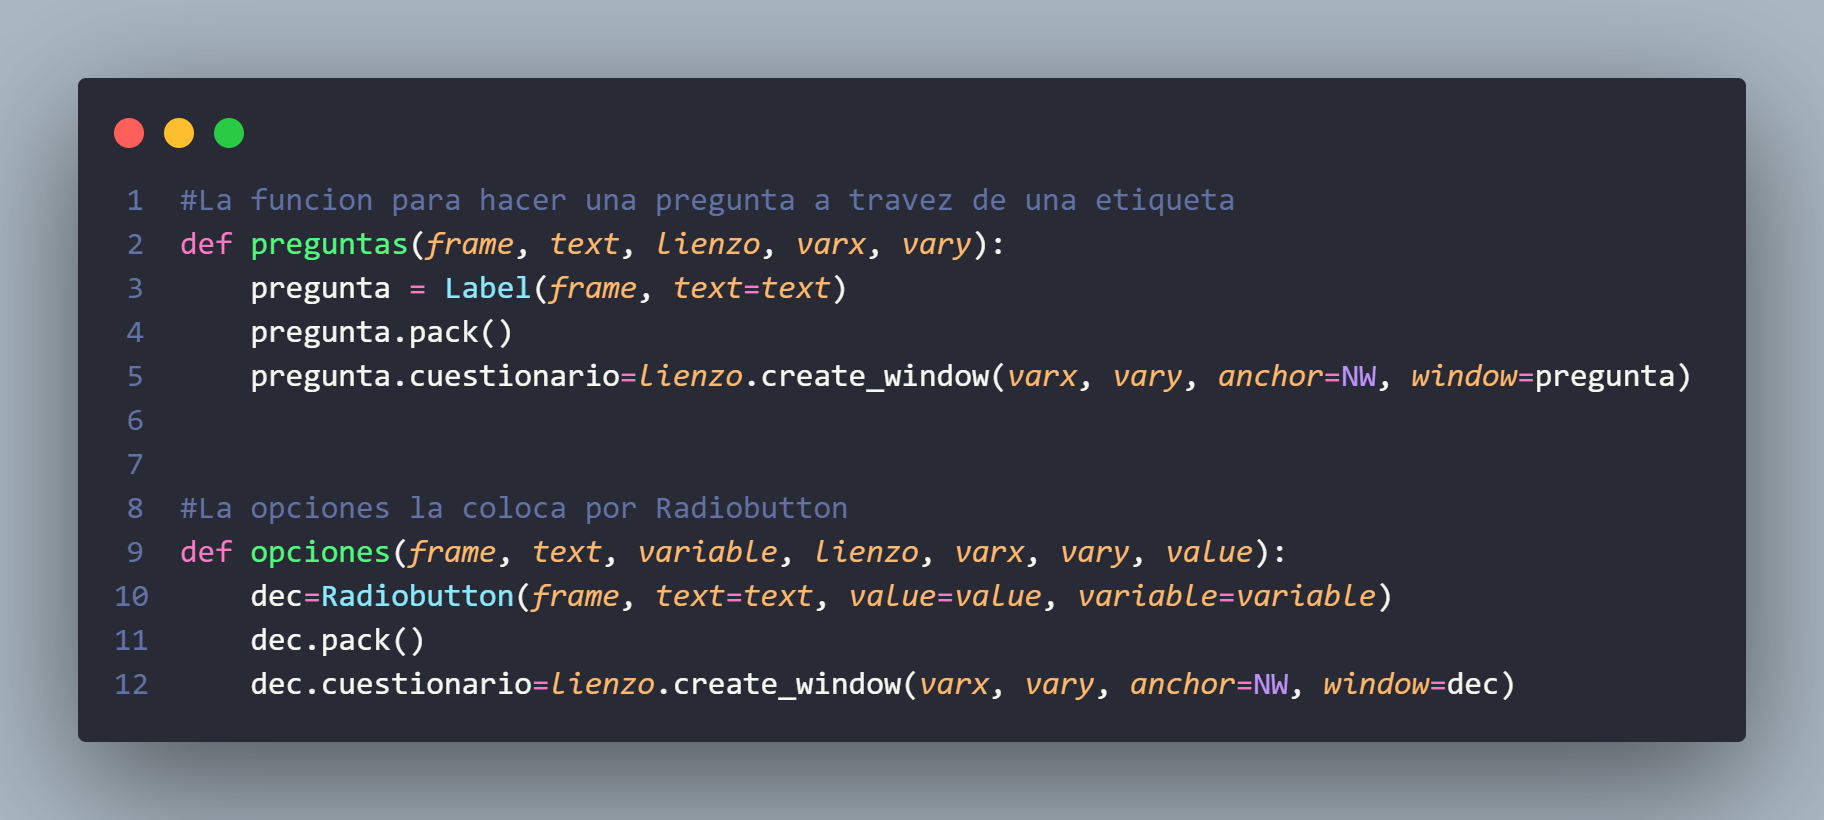 1 #La funcion para hacer una pregunta a travez de una etiqueta
2 def preguntas(frame, text, lienzo, varx, vary):
3     pregunta = Label(frame, text=text)
4     pregunta.pack()
5     pregunta.cuestionario=lienzo.create_window(varx, vary, anchor=NW, window=pregunta)
6
7
8 #La opciones la coloca por Radiobutton
9 def opciones(frame, text, variable, lienzo, varx, vary, value):
10     dec=Radiobutton(frame, text=text, value=value, variable=variable)
11     dec.pack()
12     dec.cuestionario=lienzo.create_window(varx, vary, anchor=NW, window=dec)